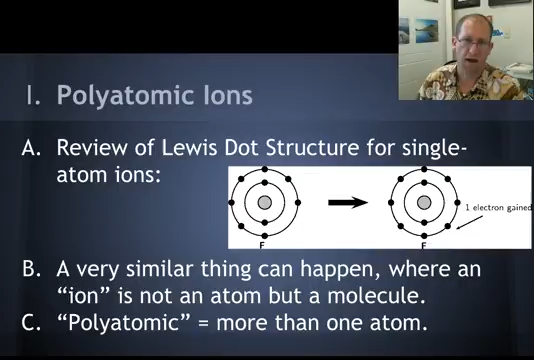 I. Polyatomic Ions
A. Review of Lewis Dot Structure for single-
atom ions:
1 electron gained
F
F
B. A very similar thing can happen, where an
“ion” is not an atom but a molecule.
C. “Polyatomic” = more than one atom.